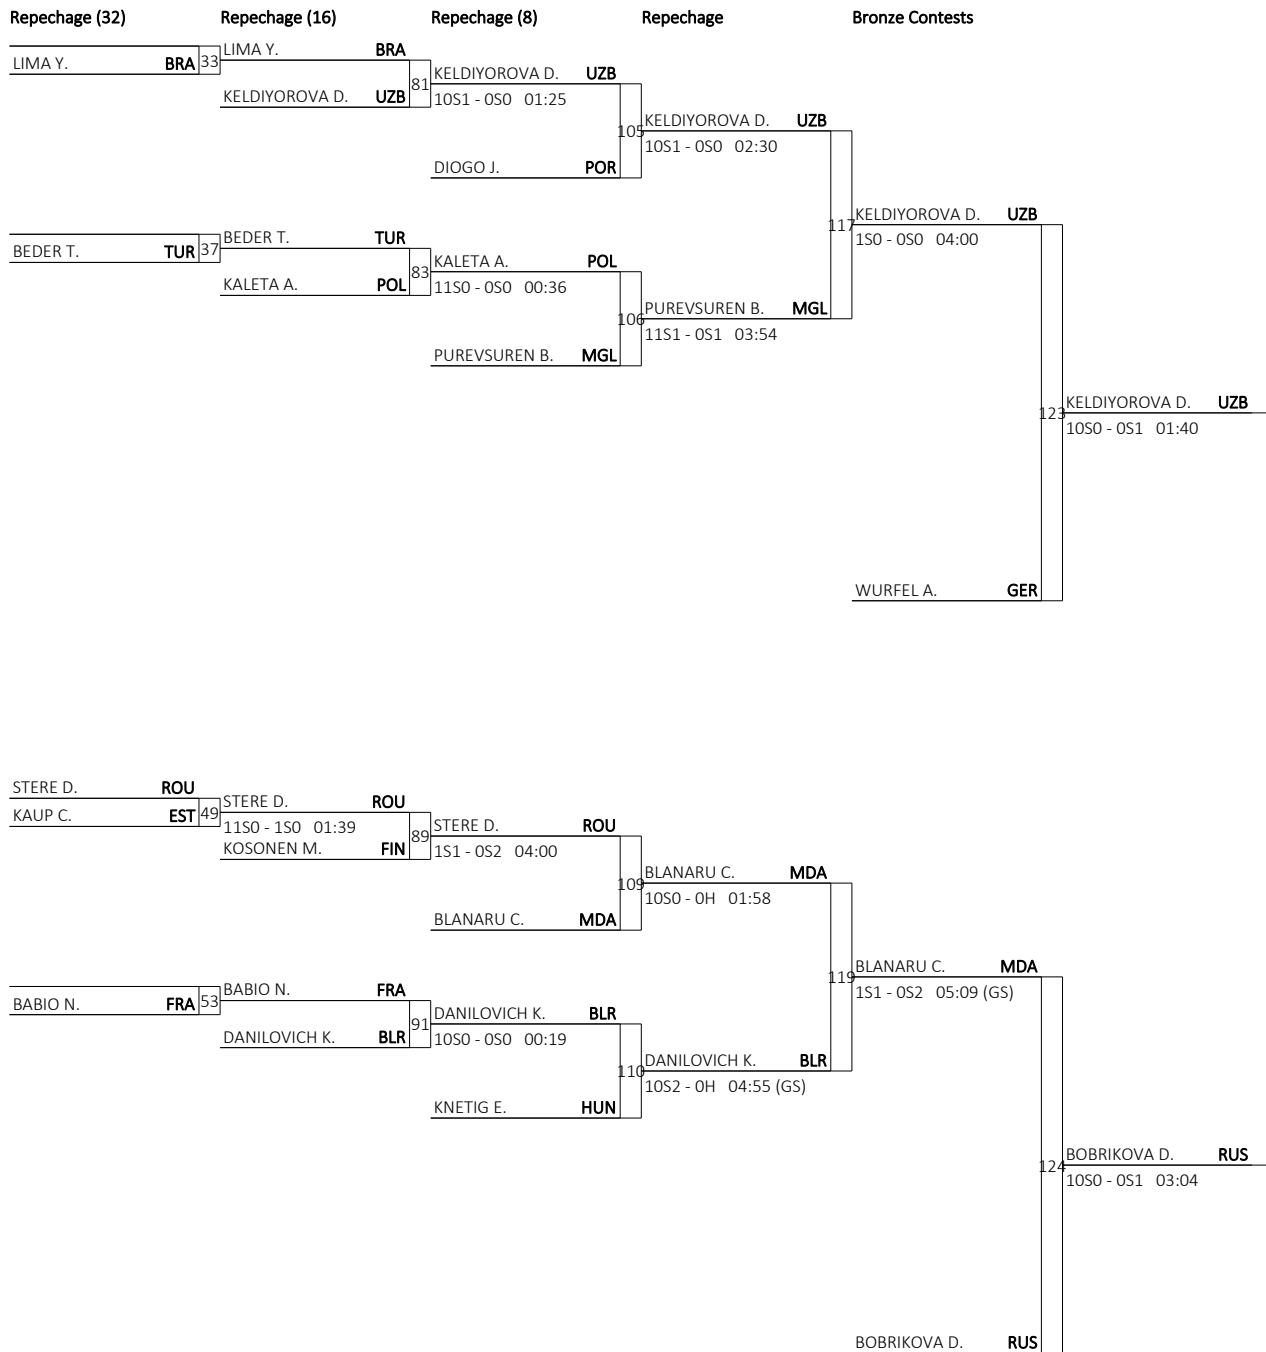 Repechage (32) Repechage (16) Repechage (8) Repechage Bronze Contests
LIMA Y. BRA
LIMA Y. BRA 33
KELDIYOROVA D. UZB
81
KELDIYOROVA D. UZB
10S1 - 0S0 01:25
KELDIYOROVA D. UZB
105
10S1 - 0S0 02:30
DIOGO J. POR
KELDIYOROVA D. UZB
117
1S0 - 0S0 04:00
BEDER T. TUR
BEDER T. TUR 37
KALETA A. POL
83
KALETA A. POL
11S0 - 0S0 00:36
PUREVSUREN B. MGL
106
11S1 - 0S1 03:54
PUREVSUREN B. MGL
KELDIYOROVA D. UZB
123
10S0 - 0S1 01:40
WURFEL A. GER
STERE D. ROU
STERE D. ROU
KAUP C. EST 49
11S0 - 1S0 01:39
STERE D. ROU
89
KOSONEN M. FIN
1S1 - 0S2 04:00
BLANARU C. MDA
109
10S0 - 0H 01:58
BLANARU C. MDA
BLANARU C. MDA
119
1S1 - 0S2 05:09 (GS)
BABIO N. FRA
BABIO N. FRA 53
DANILOVICH K. BLR
91
DANILOVICH K. BLR
10S0 - 0S0 00:19
DANILOVICH K. BLR
110
10S2 - 0H 04:55 (GS)
KNETIG E. HUN
BOBRIKOVA D. RUS
124
10S0 - 0S1 03:04
BOBRIKOVA D. RUS